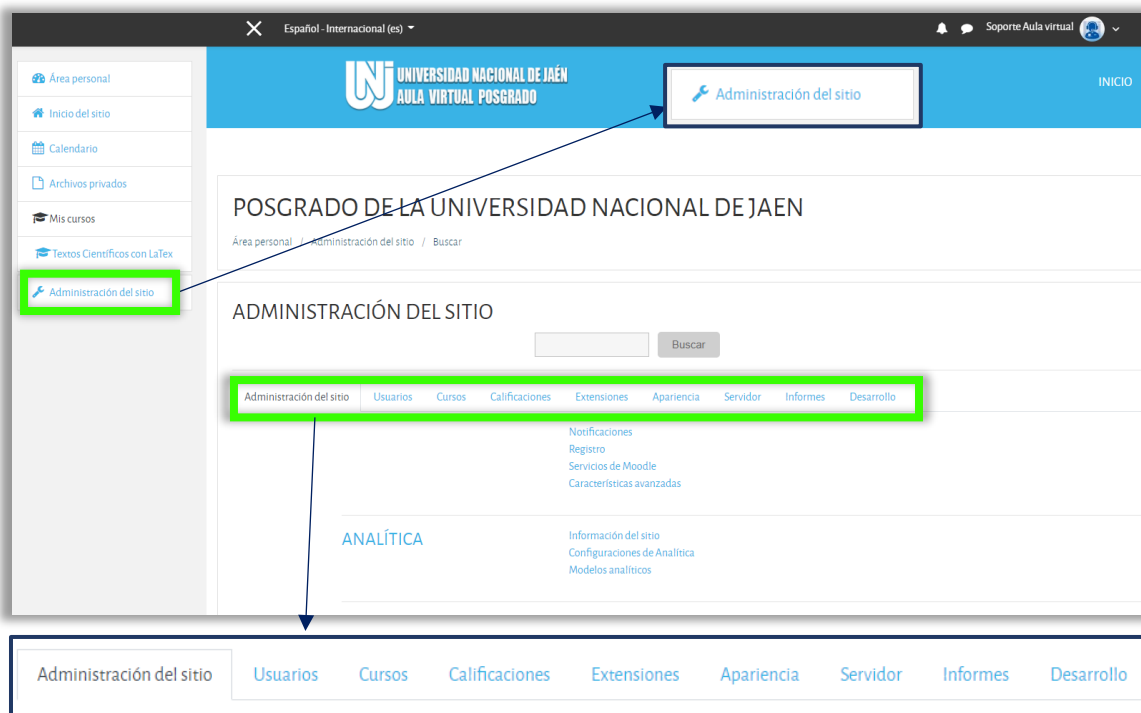 Español - Internacional (es)
Soporte Aula virtual
Área personal
Inicio del sitio
Calendario
Archivos privados
Mis cursos
Textos Científicos con LaTex
Administración del sitio
UNJ UNIVERSIDAD NACIONAL DE JAÉN
AULA VIRTUAL POSGRADO
Administración del sitio
INICIO
POSGRADO DE LA UNIVERSIDAD NACIONAL DE JAEN
Área personal / Administración del sitio / Buscar
ADMINISTRACIÓN DEL SITIO
Buscar
Administración del sitio Usuarios Cursos Calificaciones Extensiones Apariencia Servidor Informes Desarrollo
Notificaciones
Registro
Servicios de Moodle
Características avanzadas
ANALÍTICA
Información del sitio
Configuraciones de Analítica
Modelos analíticos
Administración del sitio Usuarios Cursos Calificaciones Extensiones Apariencia Servidor Informes Desarrollo